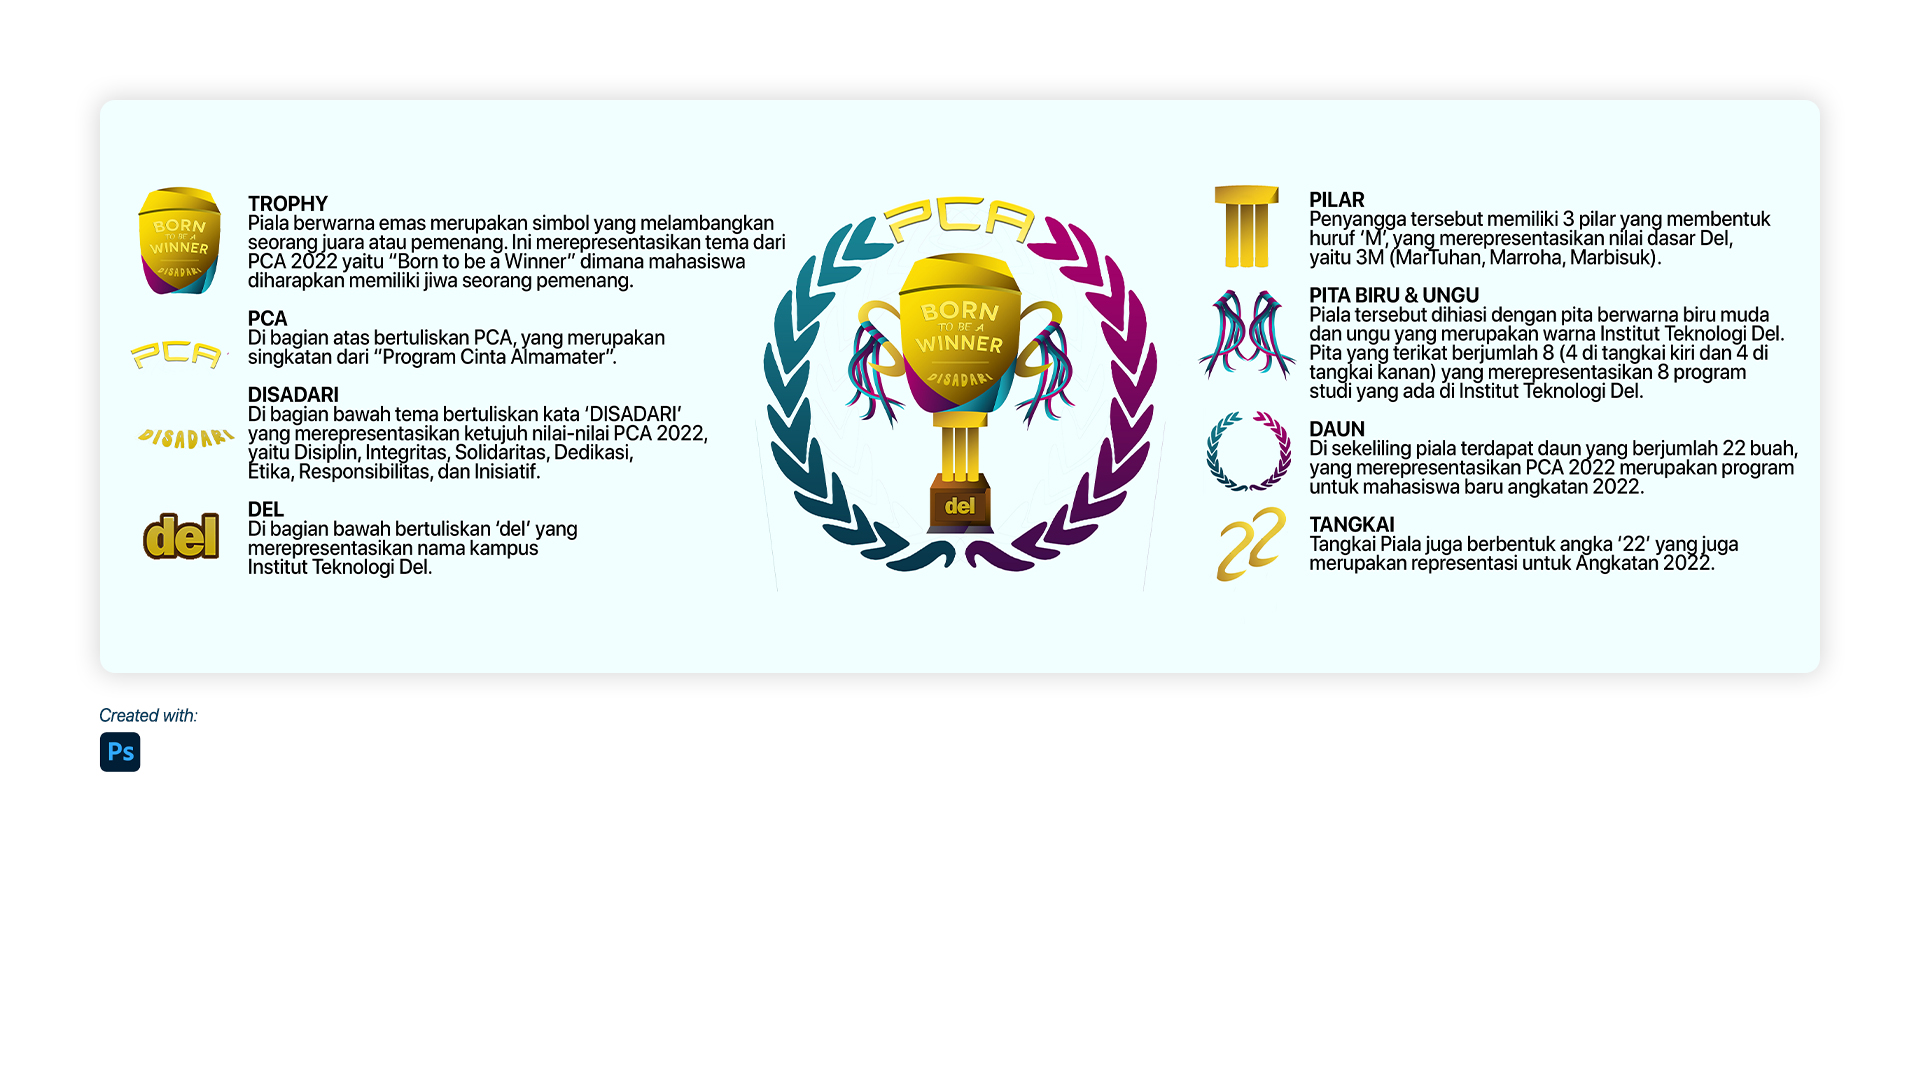 TROPHY
Piala berwarna emas merupakan simbol yang melambangkan
seorang juara atau pemenang. Ini merepresentasikan tema dari
PCA 2022 yaitu “Born to be a Winner” dimana mahasiswa
diharapkan memiliki jiwa seorang pemenang.
BORN
TO BE A
WINNER
DISADARI
PCA
Di bagian atas bertuliskan PCA, yang merupakan
singkatan dari “Program Cinta Almamater”.
PCA
DISADARI
Di bagian bawah tema bertuliskan kata ‘DISADARI’
yang merepresentasikan ketujuh nilai-nilai PCA 2022,
yaitu Disiplin, Integritas, Solidaritas, Dedikasi,
Etika, Responsibilitas, dan Inisiatif.
DISADARI
DEL
Di bagian bawah bertuliskan ‘del’ yang
merepresentasikan nama kampus
Institut Teknologi Del.
del
PCA
BORN
TO BE A
WINNER
DISADARI
del
PILAR
Penyangga tersebut memiliki 3 pilar yang membentuk
huruf ‘M’, yang merepresentasikan nilai dasar Del,
yaitu 3M (MarTuhan, Marroha, Marbisuk).
PITA BIRU & UNGU
Piala tersebut dihiasi dengan pita berwarna biru muda
dan ungu yang merupakan warna Institut Teknologi Del.
Pita yang terikat berjumlah 8 (4 di tangkai kiri dan 4 di
tangkai kanan) yang merepresentasikan 8 program
studi yang ada di Institut Teknologi Del.
DAUN
Di sekeliling piala terdapat daun yang berjumlah 22 buah,
yang merepresentasikan PCA 2022 merupakan program
untuk mahasiswa baru angkatan 2022.
TANGKAI
Tangkai Piala juga berbentuk angka ‘22’ yang juga
merupakan representasi untuk Angkatan 2022.
22
Created with:
Ps